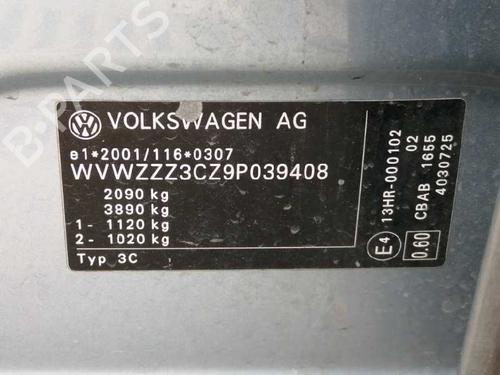 B-PARTS
VOLKSWAGEN AG
e1*2001/116*0307
WVWZZZ3CZ9P039408
2090 kg
3890 kg
1 - 1120 kg
2 - 1020 kg
Typ 3C
E4
13HR-000102
02
0.60
CBAB 1655
4030725